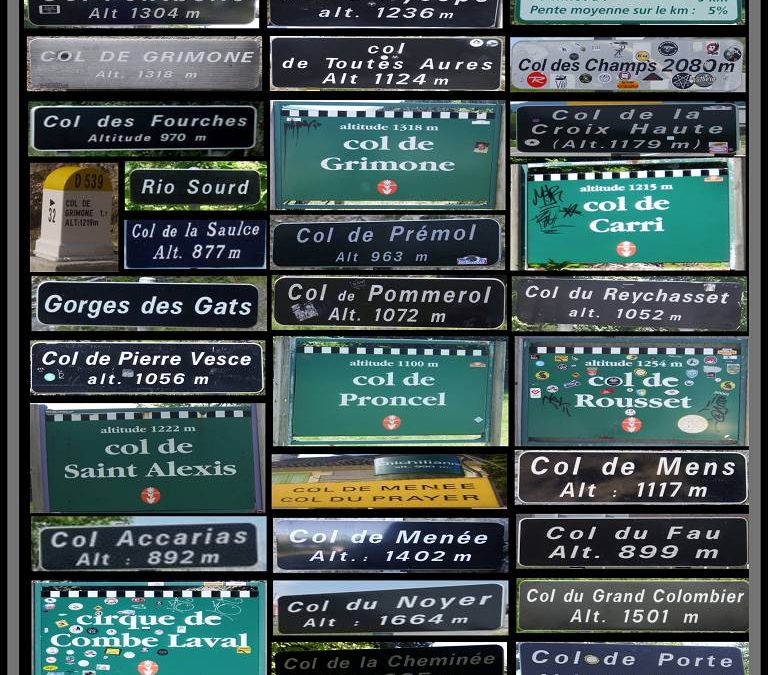 Alt 1304 m
alt. 1236 m
Pente moyenne sur le km : 5%
COL DE GRIMONE
Alt. 1318 m
col
de Toutes Aures
Alt 1124 m
Col des Champs 2080m
Col des Fourches
Altitude 970 m
altitude 1318 m
col de
Grimone
Col de la
Croix Haute
(Alt.1179 m)
D 539
32
COL DE
GRIMONE
Rio Sourd
Col de la Saulce
Alt. 877 m
Col de Prémol
Alt 963 m
altitude 1215 m
col de
Carri
Gorges des Gats
Col de Pommerol
Alt. 1072 m
Col du Reychasset
alt. 1052 m
Col de Pierre Vesce
alt. 1056 m
altitude 1100 m
col de
Proncel
altitude 1254 m
col de
Rousset
altitude 1222 m
col de
Saint Alexis
COL DE MENEE
COL DU PRAYER
Col de Mens
Alt : 1117 m
Col Accarias
Alt : 892 m
Col de Menée
Alt.: 1402 m
Col du Fau
Alt. 899 m
cirque de
Combe Laval
Col du Noyer
Alt : 1664 m
Col du Grand Colombier
Alt. 1501 m
Col de la Cheminée
Col de Porte